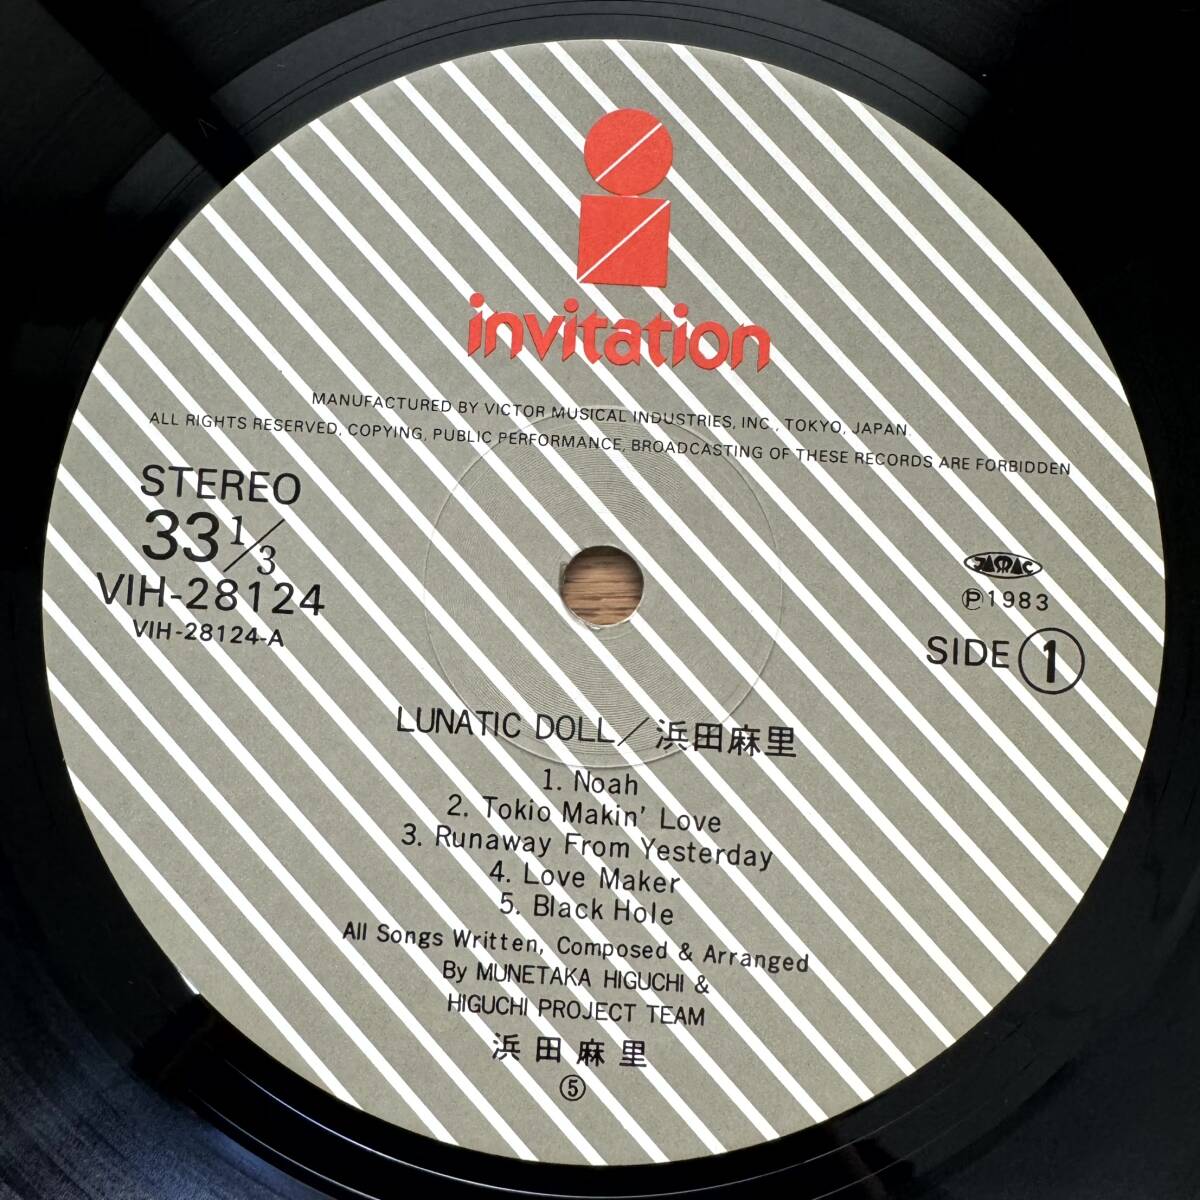 invitation
MANUFACTURED BY VICTOR MUSICAL INDUSTRIES, INC., TOKYO, JAPAN.
ALL RIGHTS RESERVED, COPYING, PUBLIC PERFORMANCE, BROADCASTING OF THESE RECORDS ARE FORBIDDEN
STEREO
33 1/3
VIH-28124
VIH-28124-A
JASRAC
Ⓟ1983
SIDE ①
LUNATIC DOLL/浜田麻里
1. Noah
2. Tokio Makin' Love
3. Runaway From Yesterday
4. Love Maker
5. Black Hole
All Songs Written, Composed & Arranged
By MUNETAKA HIGUCHI &
HIGUCHI PROJECT TEAM
浜田麻里
⑤